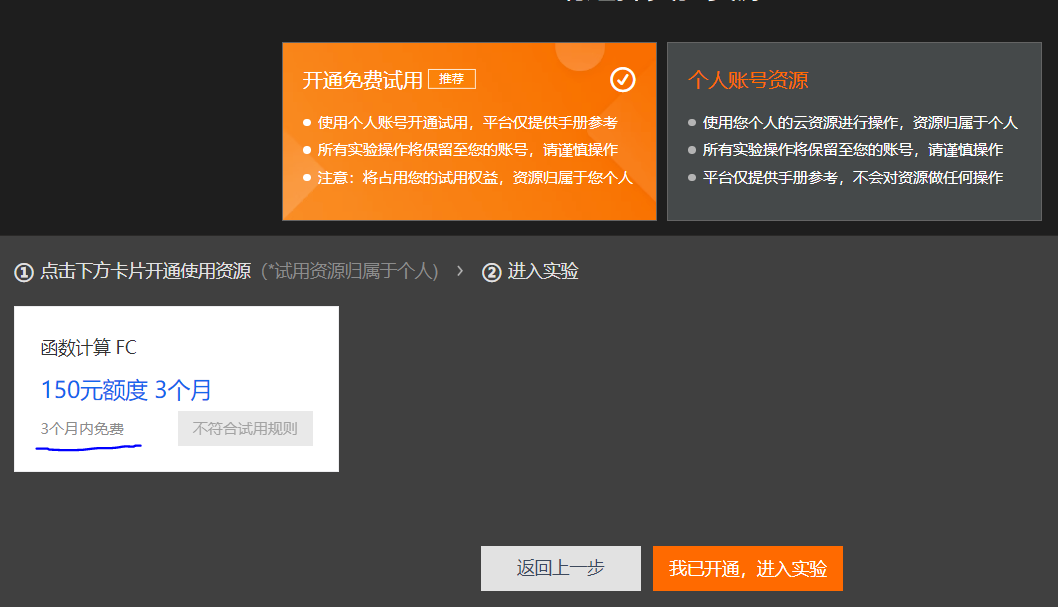 开通免费试用 推荐
使用个人账号开通试用，平台仅提供手册参考
所有实验操作将保留至您的账号，请谨慎操作
注意：将占用您的试用权益，资源归属于您个人
个人账号资源
使用您个人的云资源进行操作，资源归属于个人
所有实验操作将保留至您的账号，请谨慎操作
平台仅提供手册参考，不会对资源做任何操作
① 点击下方卡片开通使用资源（*试用资源归属于个人） › ② 进入实验
函数计算 FC
150元额度 3个月
3个月内免费 不符合试用规则
返回上一步 我已开通，进入实验